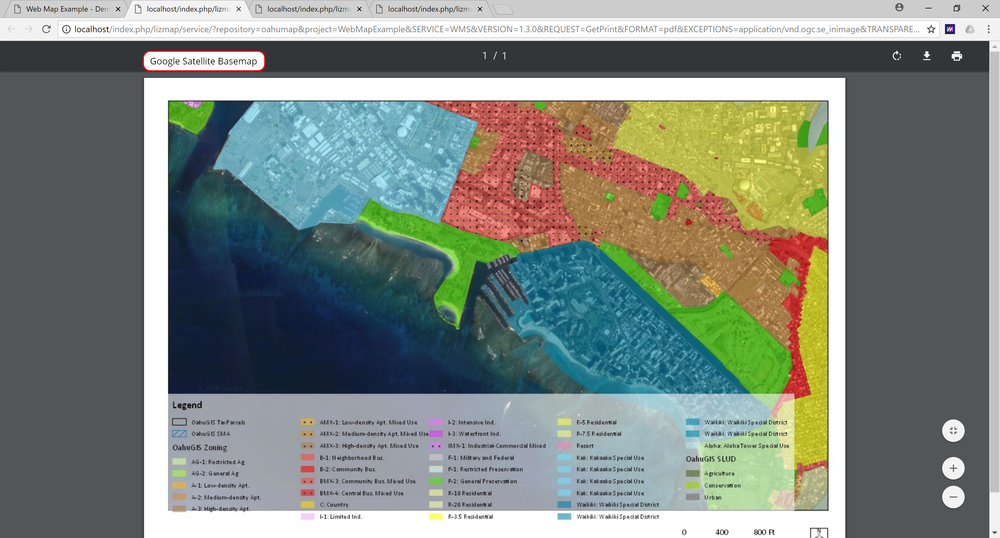 Web Map Example - Der
localhost/index.php/lizm
localhost/index.php/lizm
localhost/index.php/lizm
localhost/index.php/lizmap/service/?repository=oahumap&project=WebMapExample&SERVICE=WMS&VERSION=1.3.0&REQUEST=GetPrint&FORMAT=pdf&EXCEPTIONS=application/vnd.ogc.se_inimage&TRANSPARE...
Google Satellite Basemap
1 / 1
Legend
OahuGIS TaxParcels
OahuGIS SMA
OahuGIS Zoning
AG-1: Restricted Ag
AG-2: General Ag
A-1: Low-density Apt.
A-2: Medium-density Apt.
A-3: High-density Apt.
AMX-1: Low-density Apt. Mixed Use
AMX-2: Medium-density Apt. Mixed Use
AMX-3: High-density Apt. Mixed Use
B-1: Neighborhood Bus.
B-2: Community Bus.
BMX-3: Community Bus. Mixed Use
BMX-4: Central Bus. Mixed Use
C: Country
I-1: Limited Ind.
I-2: Intensive Ind.
I-3: Waterfront Ind.
IMX-1: Industrial-Commercial Mixed
F-1: Military and Federal
P-1: Restricted Preservation
P-2: General Preservation
R-10 Residential
R-20 Residential
R-3.5 Residential
R-5 Residential
R-7.5 Residential
Resort
Kak: Kakaako Special Use
Kak: Kakaako Special Use
Kak: Kakaako Special Use
Kak: Kakaako Special Use
Waikiki: Waikiki Special District
Waikiki: Waikiki Special District
Waikiki: Waikiki Special District
Waikiki: Waikiki Special District
Aloha: Aloha Tower Special Use
OahuGIS SLUD
Agriculture
Conservation
Urban
0 400 800 Ft
N